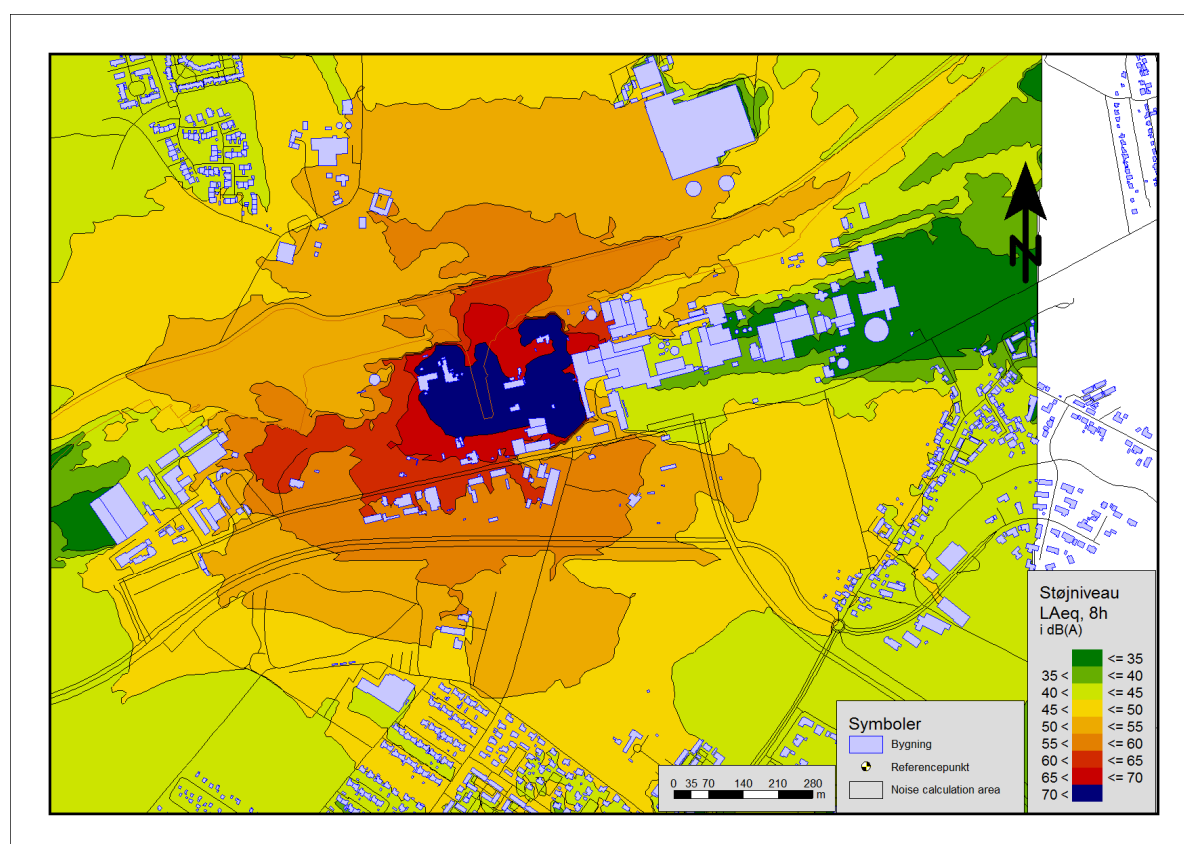 N
Støjniveau
LAeq, 8h
i dB(A)
<= 35
35 < <= 40
40 < <= 45
45 < <= 50
50 < <= 55
55 < <= 60
60 < <= 65
65 < <= 70
70 <
Symboler
Bygning
Referencepunkt
Noise calculation area
0 35 70 140 210 280
m